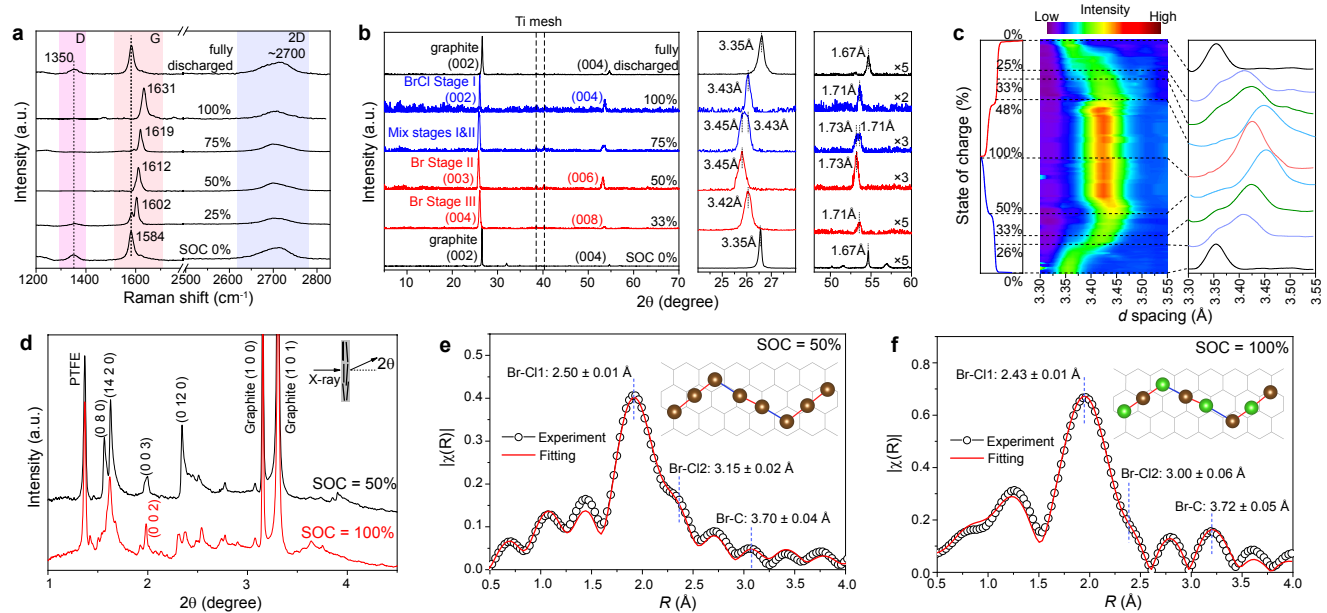 a
D
G
2D
1350
~2700
fully
discharged
1631
100%
1619
75%
1612
50%
1602
25%
1584
SOC 0%
Intensity (a.u.)
1200
1400
1600
2500
2600
2700
2800
Raman shift (cm⁻¹)
b
Ti mesh
graphite
(002)
(004)
fully
discharged
BrCl Stage I
(002)
(004)
100%
Mix stages I&II
75%
Br Stage II
(003)
(006)
50%
Br Stage III
(004)
(008)
33%
graphite
(002)
(004)
SOC 0%
Intensity (a.u.)
10
20
30
40
50
60
70
3.35Å
3.43Å
3.45Å
3.43Å
3.45Å
3.42Å
3.35Å
24
26
28
1.67Å
×5
1.71Å
×2
1.73Å
1.71Å
×3
1.73Å
×3
1.71Å
×5
1.67Å
×5
48
50
52
54
56
58
60
2θ (degree)
c
Intensity
Low
High
0%
25%
33%
48%
100%
50%
33%
26%
0%
State of charge (%)
3.30
3.35
3.40
3.45
3.50
3.55
3.30
3.35
3.40
3.45
3.50
3.55
d spacing (Å)
d
PTFE
(0 8 0)
(14 2 0)
(0 0 3)
(0 0 2)
(0 12 0)
Graphite (1 0 0)
Graphite (1 0 1)
X-ray
2θ
SOC = 50%
SOC = 100%
Intensity (a.u.)
1
2
3
4
2θ (degree)
e
SOC = 50%
Br-Cl1: 2.50 ± 0.01 Å
Experiment
Fitting
Br-Cl2: 3.15 ± 0.02 Å
Br-C: 3.70 ± 0.04 Å
|χ(R)|
0.5
0.4
0.3
0.2
0.1
0.0
0.5
1.0
1.5
2.0
2.5
3.0
3.5
4.0
R (Å)
f
SOC = 100%
Br-Cl1: 2.43 ± 0.01 Å
Experiment
Fitting
Br-Cl2: 3.00 ± 0.06 Å
Br-C: 3.72 ± 0.05 Å
|χ(R)|
0.8
0.6
0.4
0.2
0.0
0.5
1.0
1.5
2.0
2.5
3.0
3.5
4.0
R (Å)